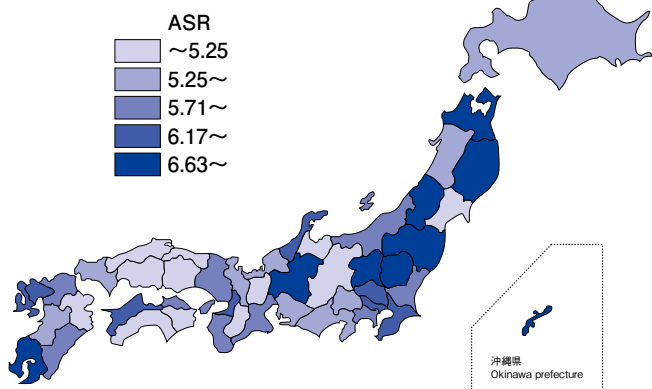 ASR
〜5.25
5.25〜
5.71〜
6.17〜
6.63〜
沖縄県
Okinawa prefecture